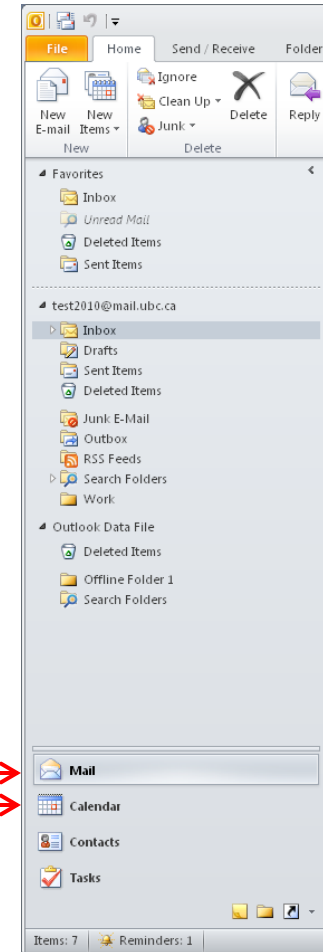 File Home Send / Receive Folder
Ignore
Clean Up
Junk
New E-mail
New Items
Delete
Reply
New Delete
Favorites
Inbox
Unread Mail
Deleted Items
Sent Items
test2010@mail.ubc.ca
Inbox
Drafts
Sent Items
Deleted Items
Junk E-Mail
Outbox
RSS Feeds
Search Folders
Work
Outlook Data File
Deleted Items
Offline Folder 1
Search Folders
Mail
Calendar
Contacts
Tasks
Items: 7 Reminders: 1